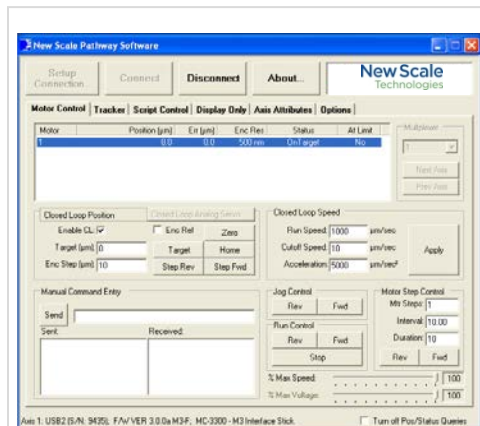 New Scale Pathway Software
Setup Connection... Connect Disconnect About... New Scale Technologies
Motor Control Tracker Script Control Display Only Axis Attributes Options
Motor Position [µm] Err [µm] Enc Res Status At Limit
1 0.0 0.0 500 nm OnTarget No
Multiplexer
1
Next Axis
Prev Axis
Closed Loop Position Closed Loop Analog Servo
Enable CL: Enc Ref Zero
Target (µm): 0 Target Home
Enc Step (µm): 10 Step Rev Step Fwd
Closed Loop Speed
Run Speed: 1000 µm/sec
Cutoff Speed: 10 µm/sec
Acceleration: 5000 µm/sec²
Apply
Manual Command Entry
Send
Sent: Received:
Jog Control
Rev Fwd
Run Control
Rev Fwd
Stop
Motor Step Control
Mtr Steps: 1
Interval: 10.00
Duration: 10
Rev Fwd
% Max Speed: 100
% Max Voltage: 100
Axis 1: USB2 (S/N: 9435), F/W VER 3.0.0a M3-F, MC-3300 - M3 Interface Stick. Turn off Pos/Status Queries